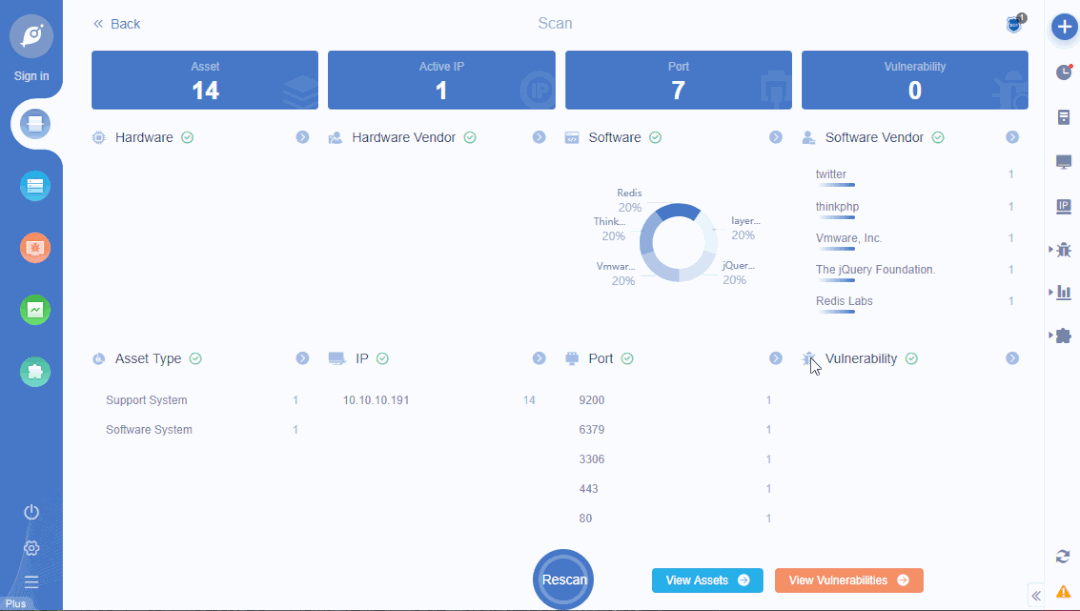 « Back
Scan
1
Sign in
Asset
14
Active IP
1
IP
Port
7
Vulnerability
0
Hardware
Hardware Vendor
Software
Software Vendor
Redis
20%
Think...
20%
Vmwar...
20%
layer...
20%
jQuer...
20%
twitter 1
thinkphp 1
Vmware, Inc. 1
The jQuery Foundation. 1
Redis Labs 1
IP
Asset Type
IP
Port
Vulnerability
Support System 1
Software System 1
10.10.10.191 14
9200 1
6379 1
3306 1
443 1
80 1
Rescan
View Assets
View Vulnerabilities
Plus